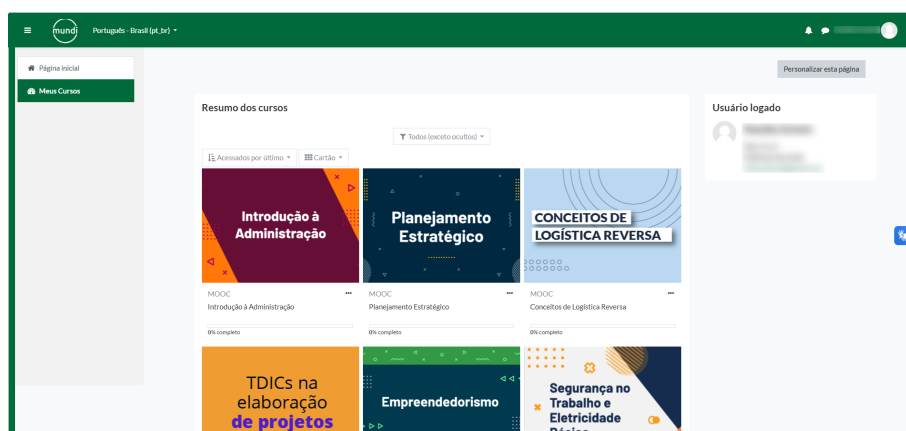 mundi
Português - Brasil (pt_br)
Página inicial
Meus Cursos
Personalizar esta página
Resumo dos cursos
Todos (exceto ocultos)
Acessados por último
Cartão
Introdução à
Administração
Planejamento
Estratégico
CONCEITOS DE
LOGÍSTICA REVERSA
MOOC
Introdução à Administração
0% completo
MOOC
Planejamento Estratégico
0% completo
MOOC
Conceitos de Logística Reversa
0% completo
TDICs na
elaboração
de projetos
Empreendedorismo
Segurança no
Trabalho e
Eletricidade
Básica
Usuário logado